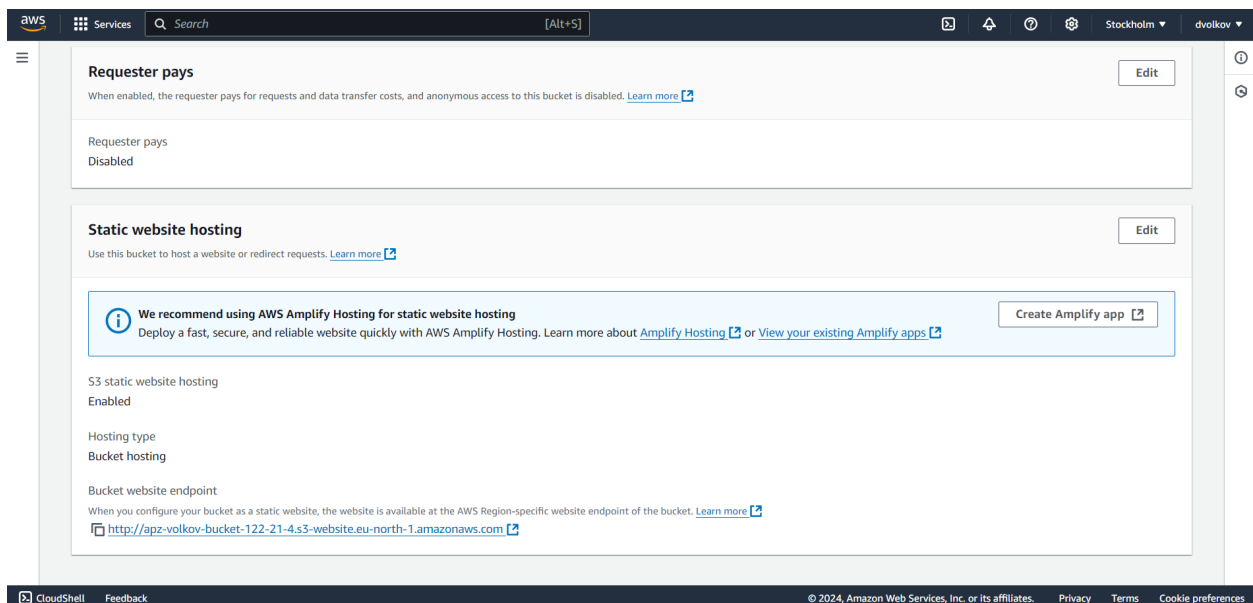 aws Services Search [Alt+S] Stockholm dvolkov
Requester pays Edit
When enabled, the requester pays for requests and data transfer costs, and anonymous access to this bucket is disabled. Learn more
Requester pays
Disabled
Static website hosting Edit
Use this bucket to host a website or redirect requests. Learn more
We recommend using AWS Amplify Hosting for static website hosting Create Amplify app
Deploy a fast, secure, and reliable website quickly with AWS Amplify Hosting. Learn more about Amplify Hosting or View your existing Amplify apps
S3 static website hosting
Enabled
Hosting type
Bucket hosting
Bucket website endpoint
When you configure your bucket as a static website, the website is available at the AWS Region-specific website endpoint of the bucket. Learn more
http://apz-volkov-bucket-122-21-4.s3-website.eu-north-1.amazonaws.com
CloudShell Feedback © 2024, Amazon Web Services, Inc. or its affiliates. Privacy Terms Cookie preferences